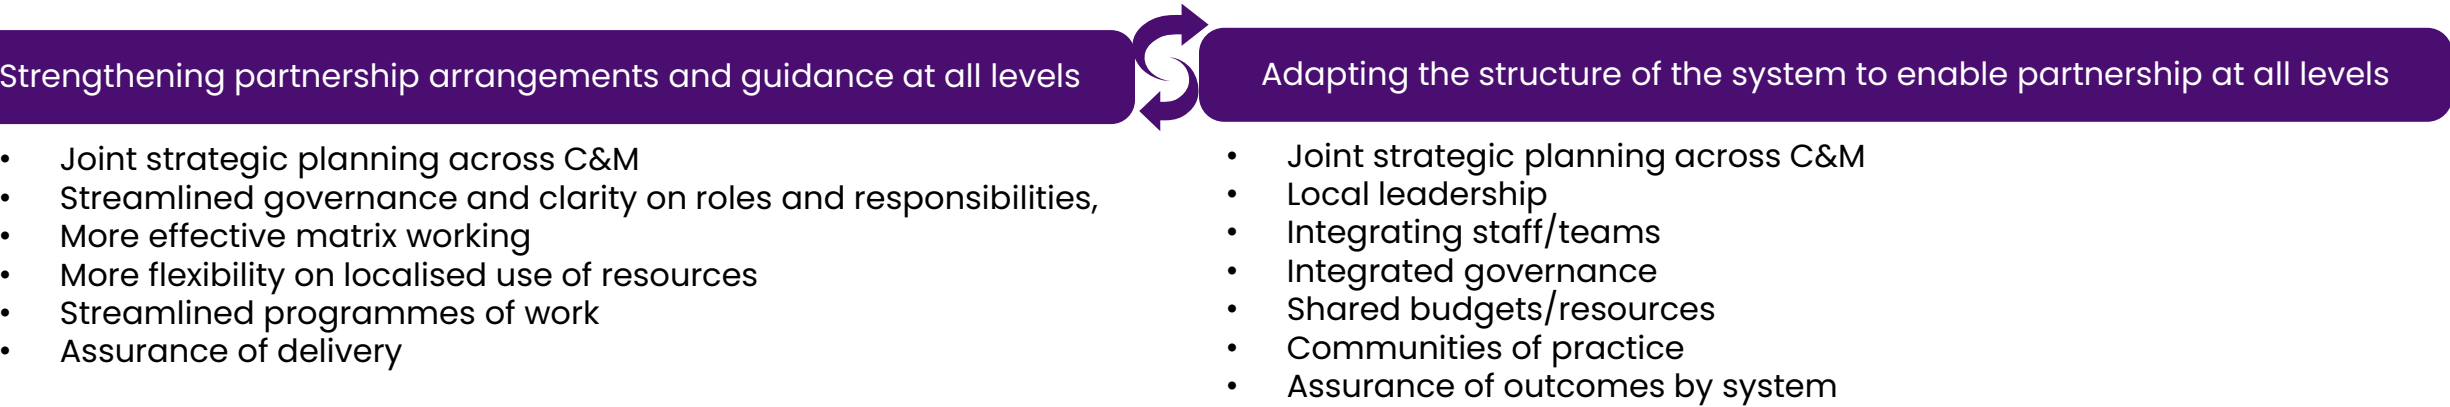 Strengthening partnership arrangements and guidance at all levels
• Joint strategic planning across C&M
• Streamlined governance and clarity on roles and responsibilities,
• More effective matrix working
• More flexibility on localised use of resources
• Streamlined programmes of work
• Assurance of delivery
Adapting the structure of the system to enable partnership at all levels
• Joint strategic planning across C&M
• Local leadership
• Integrating staff/teams
• Integrated governance
• Shared budgets/resources
• Communities of practice
• Assurance of outcomes by system